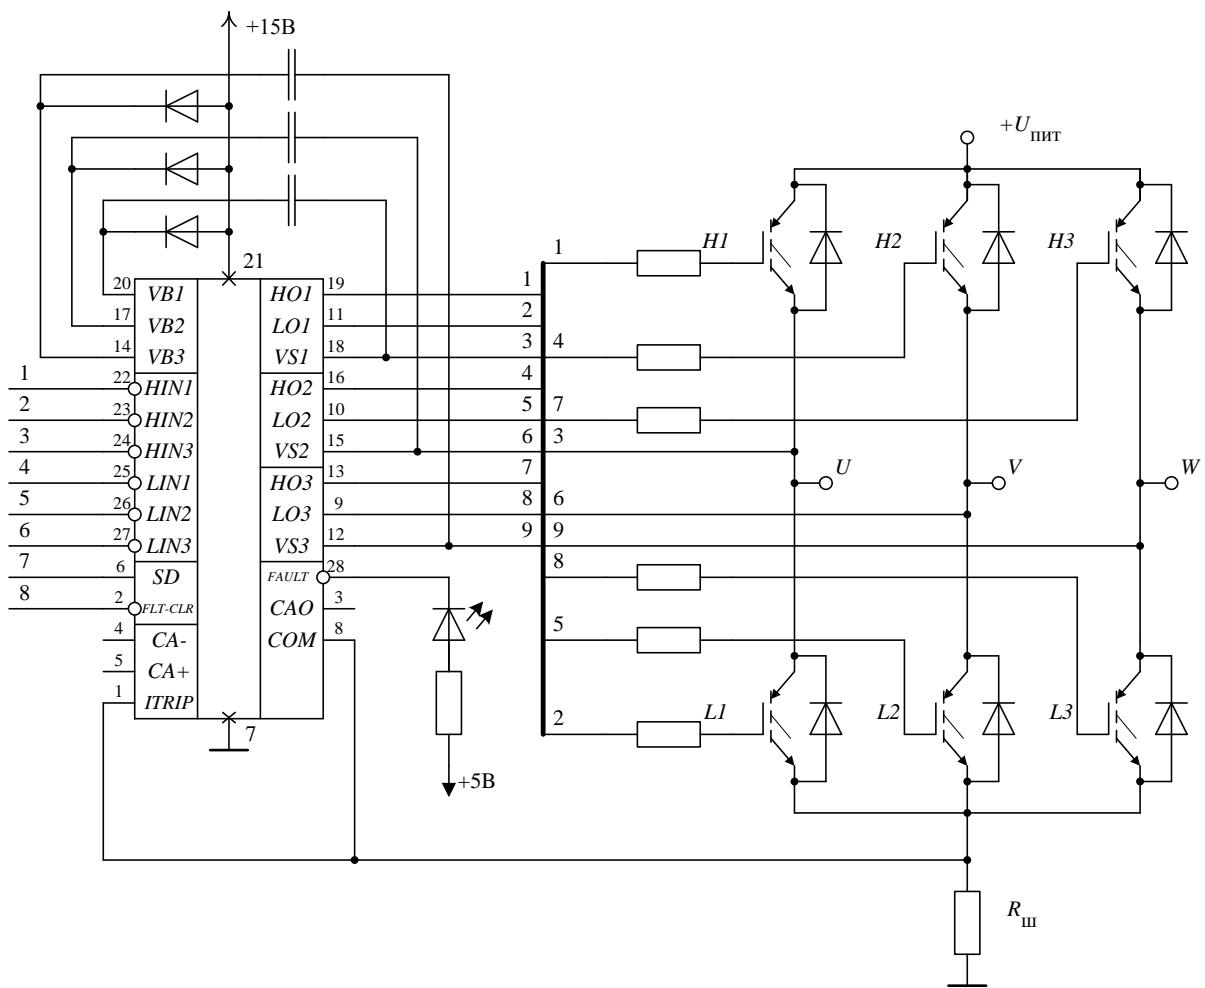 +15В
+Uпит
21
H1
H2
H3
1
1
2
3
4
4
5
7
6
3
7
8
6
9
9
8
5
2
20 VB1 HO1 19
17 VB2 LO1 11
14 VB3 VS1 18
1 22 HIN1 HO2 16
2 23 HIN2 LO2 10
3 24 HIN3 VS2 15
4 25 LIN1 HO3 13
5 26 LIN2 LO3 9
6 27 LIN3 VS3 12
7 6 SD FAULT 28
8 2 FLT-CLR CAO 3
4 CA- COM 8
5 CA+
1 ITRIP
7
U
V
W
L1
L2
L3
+5В
Rш